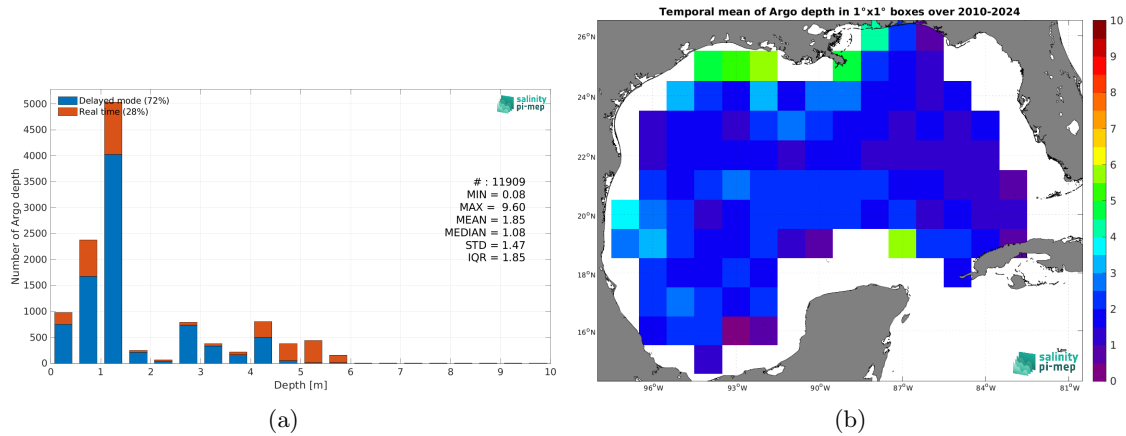 Delayed mode (72%)
Real time (28%)
salinity
pi-mep
# : 11909
MIN = 0.08
MAX = 9.60
MEAN = 1.85
MEDIAN = 1.08
STD = 1.47
IQR = 1.85
Number of Argo depth
5000
4500
4000
3500
3000
2500
2000
1500
1000
500
0
0 1 2 3 4 5 6 7 8 9 10
Depth [m]
(a)
Temporal mean of Argo depth in 1°x1° boxes over 2010-2024
26°N
24°N
22°N
20°N
18°N
16°N
96°W 93°W 90°W 87°W 84°W 81°W
salinity
pi-mep
10
9
8
7
6
5
4
3
2
1
0
(b)